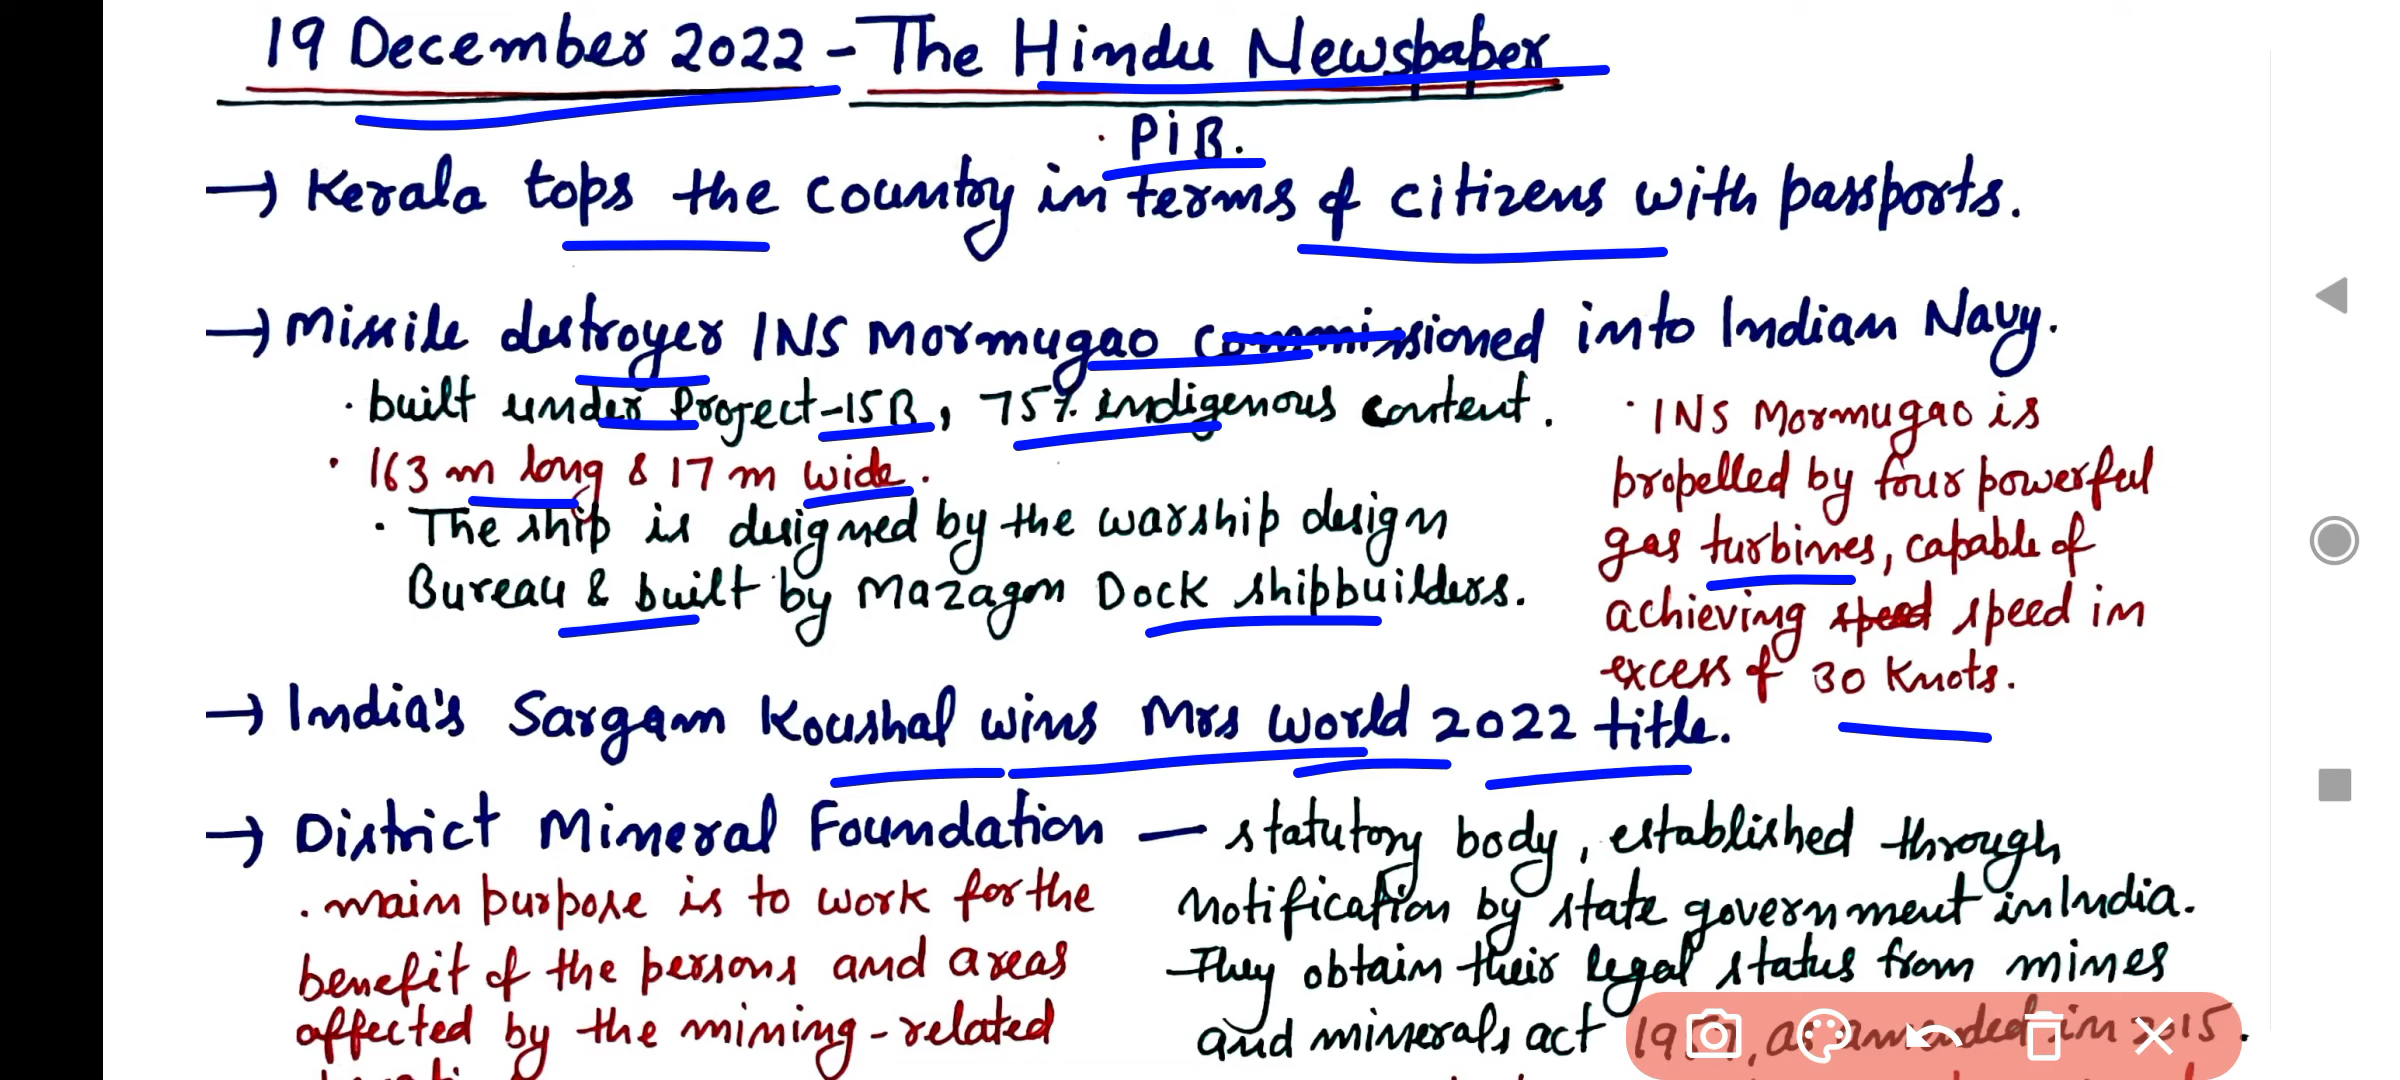 19 December 2022 - The Hindu Newspaper
PiB.
→ Kerala tops the country in terms of citizens with passports.
→ Missile destroyer INS Mormugao commissioned into Indian Navy.
· built under Project-15B, 75% indigenous content.
· 163 m long & 17 m wide.
· The ship is designed by the warship design
Bureau & built by Mazagon Dock shipbuilders.
· INS Mormugao is
propelled by four powerful
gas turbines, capable of
achieving speed speed in
excess of 30 knots.
→ India's Sargam Koushal wins Mrs World 2022 title.
→ District Mineral Foundation — statutory body, established through
notification by state government in India.
They obtain their legal status from mines
and minerals act 1957, as amended in 2015.
· main purpose is to work for the
benefit of the persons and areas
affected by the mining-related